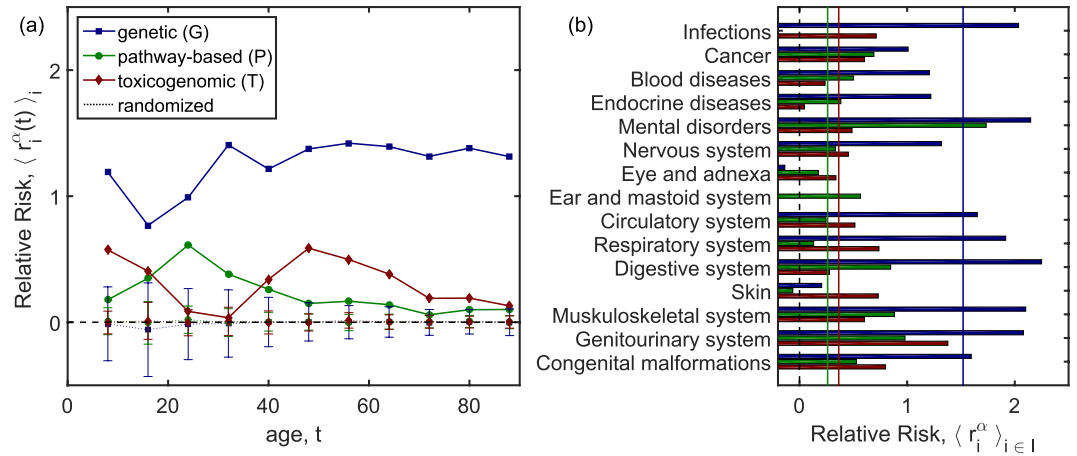 (a)
genetic (G)
pathway-based (P)
toxicogenomic (T)
randomized
Relative Risk, ⟨ r_i^α(t) ⟩_i
2
1
0
0 20 40 60 80
age, t
(b)
Infections
Cancer
Blood diseases
Endocrine diseases
Mental disorders
Nervous system
Eye and adnexa
Ear and mastoid system
Circulatory system
Respiratory system
Digestive system
Skin
Muskuloskeletal system
Genitourinary system
Congenital malformations
0 1 2
Relative Risk, ⟨ r_i^α ⟩_{i ∈ I}